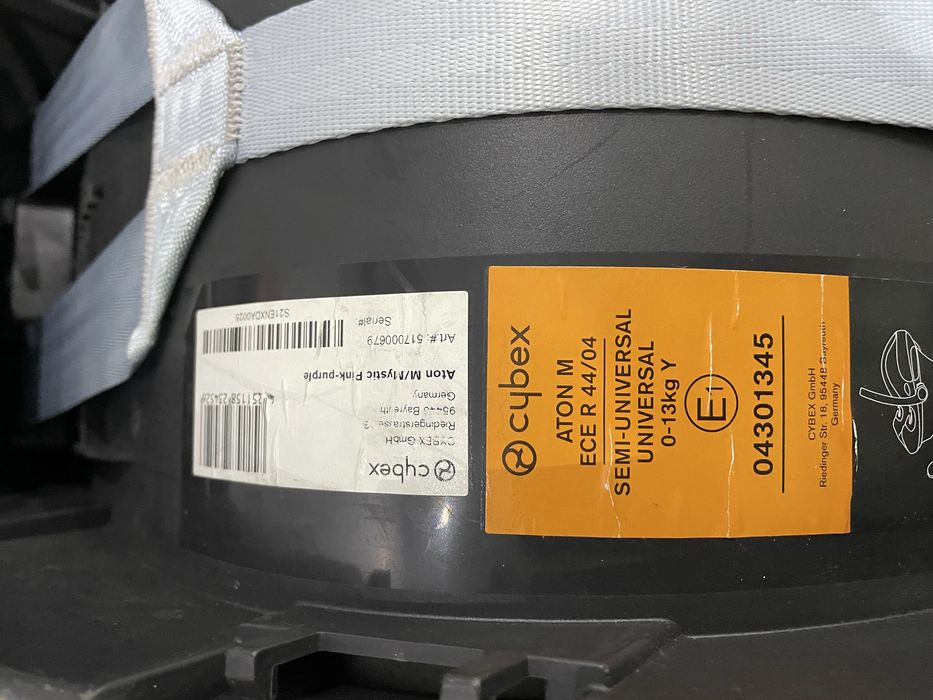 cybex
CYBEX GmbH
Riedingerstrasse
95448 Bayreuth
Germany
Aton M/Mystic Pink-purple
Art.#: 517000679
Serial#:
S21ENXDA0025
cybex
ATON M
ECE R 44/04
SEMI-UNIVERSAL
UNIVERSAL
0-13kg Y
E1
04301345
CYBEX GmbH
Riedinger Str. 18, 95448 Bayreuth
Germany